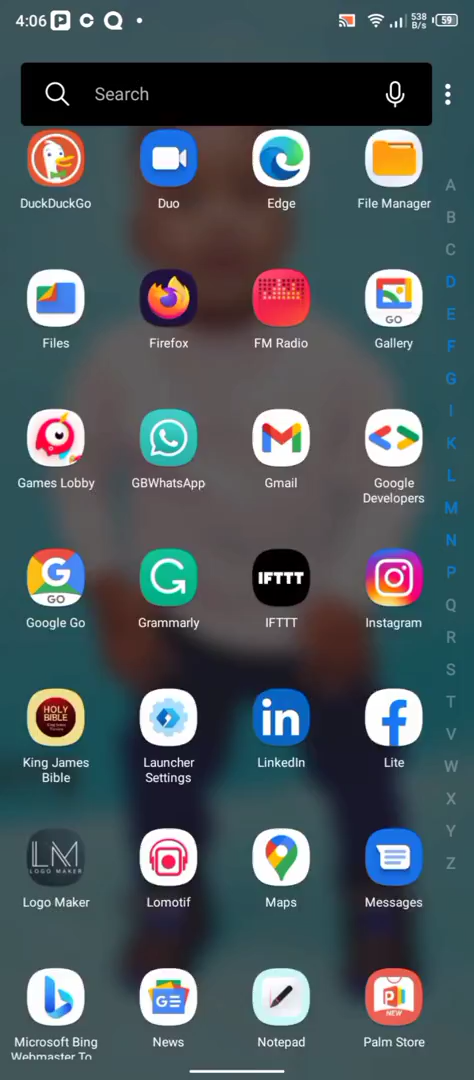 4:06
538
B/s
59
Search
DuckDuckGo
Duo
Edge
File Manager
A
B
C
D
E
F
G
I
K
L
M
N
P
Q
R
S
T
V
W
X
Y
Z
GO
Files
Firefox
FM Radio
Gallery
Games Lobby
GBWhatsApp
Gmail
Google
Developers
GO
IFTTT
Google Go
Grammarly
IFTTT
Instagram
HOLY
BIBLE
King James
Bible
Launcher
Settings
LinkedIn
Lite
LM
LOGO MAKER
Logo Maker
Lomotif
Maps
Messages
NEW
Microsoft Bing
Webmaster To...
News
Notepad
Palm Store